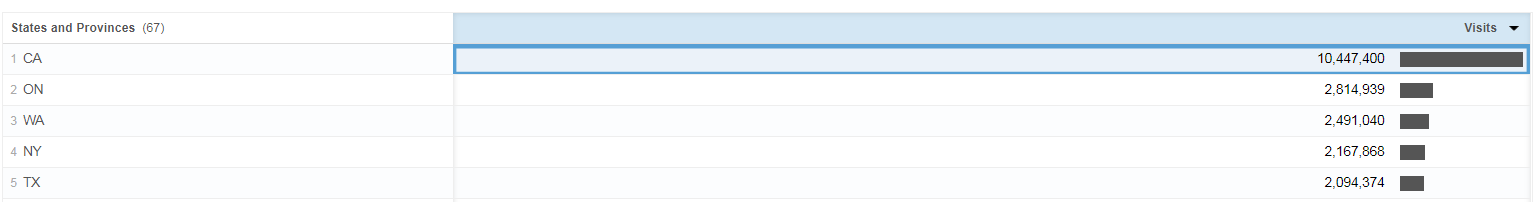 States and Provinces (67) Visits
1 CA 10,447,400
2 ON 2,814,939
3 WA 2,491,040
4 NY 2,167,868
5 TX 2,094,374